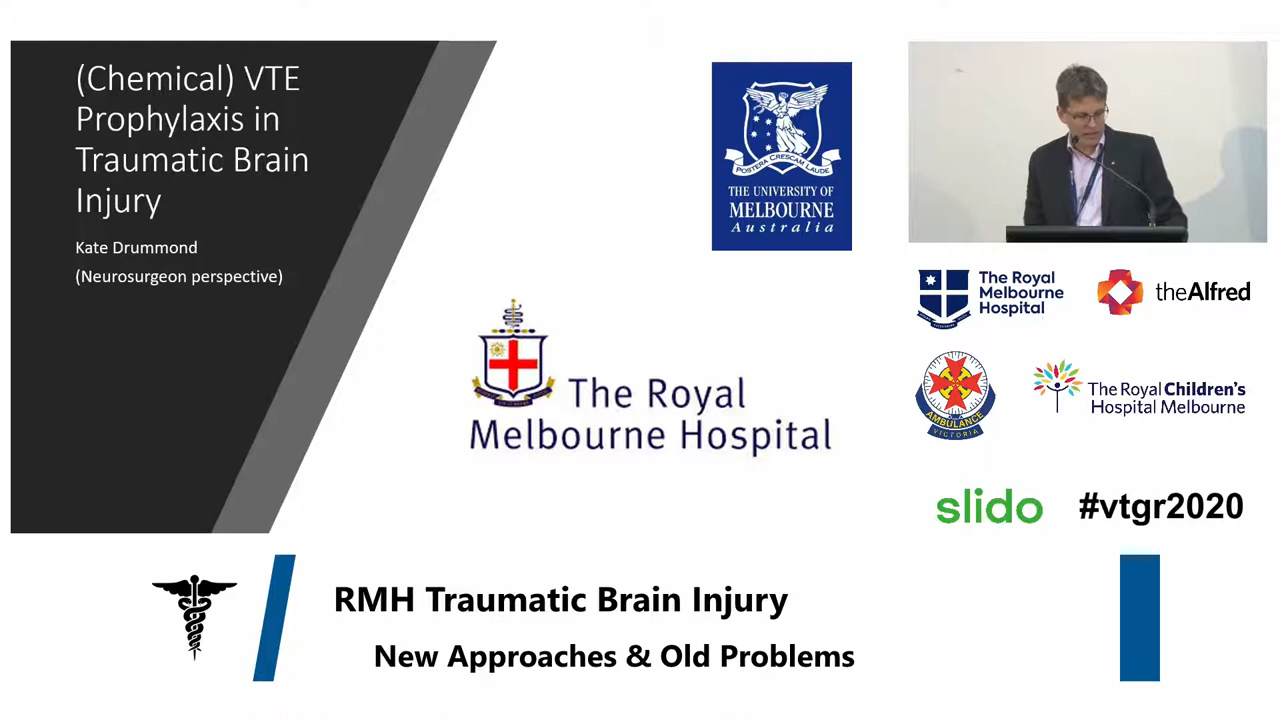 (Chemical) VTE
Prophylaxis in
Traumatic Brain
Injury
Kate Drummond
(Neurosurgeon perspective)
POSTERA CRESCAM LAUDE
THE UNIVERSITY OF
MELBOURNE
Australia
The Royal
Melbourne Hospital
The Royal
Melbourne
Hospital
theAlfred
AMBULANCE
VICTORIA
The Royal Children's
Hospital Melbourne
slido
#vtgr2020
RMH Traumatic Brain Injury
New Approaches & Old Problems